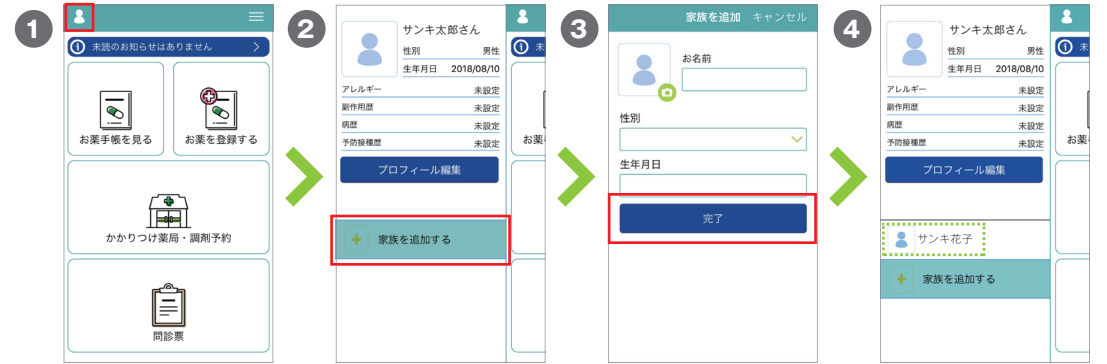 1
未読のお知らせはありません
お薬手帳を見る
お薬を登録する
かかりつけ薬局・調剤予約
問診票
2
サンキ太郎さん
性別 男性
生年月日 2018/08/10
アレルギー 未設定
副作用歴 未設定
病歴 未設定
予防接種歴 未設定
プロフィール編集
家族を追加する
未
お薬
3
家族を追加 キャンセル
お名前
性別
生年月日
完了
4
サンキ太郎さん
性別 男性
生年月日 2018/08/10
アレルギー 未設定
副作用歴 未設定
病歴 未設定
予防接種歴 未設定
プロフィール編集
サンキ花子
家族を追加する
未
お薬